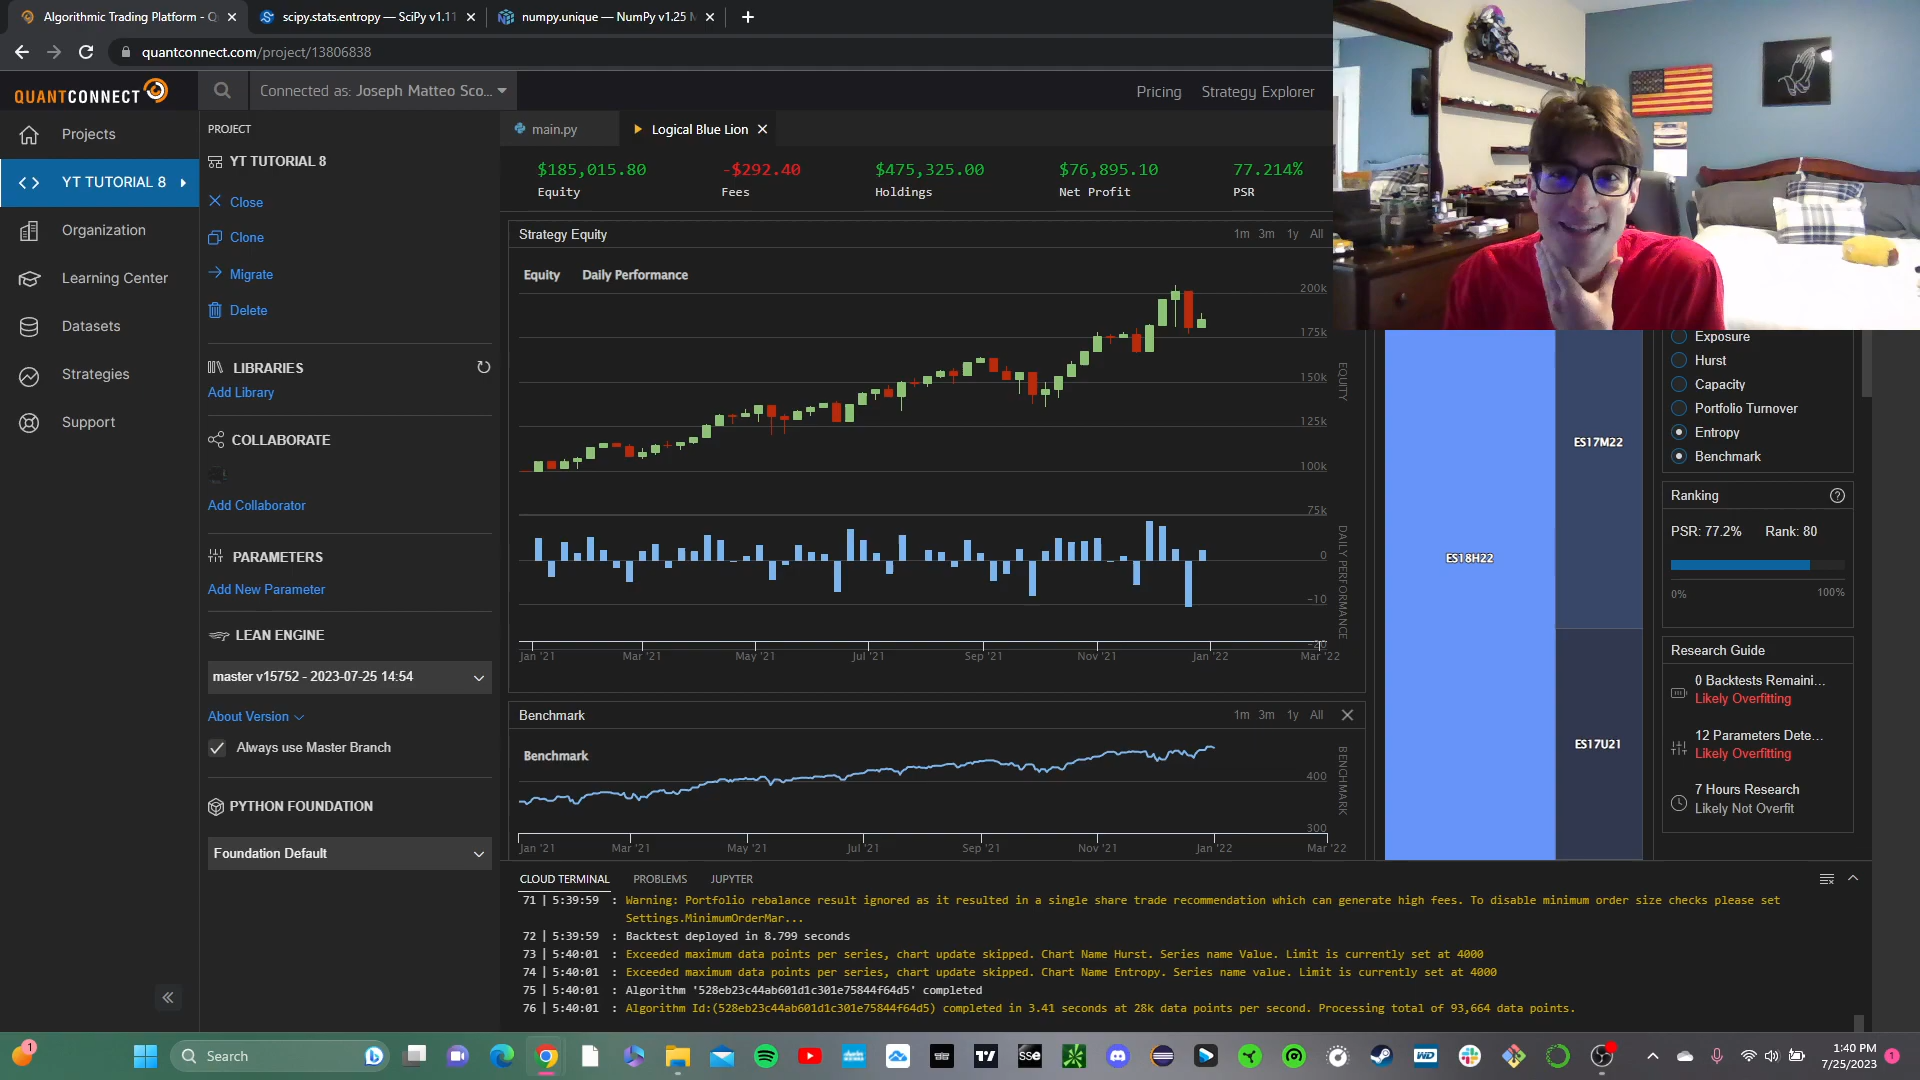 Algorithmic Trading Platform - Q
scipy.stats.entropy — SciPy v1.11
numpy.unique — NumPy v1.25 M
quantconnect.com/project/13806838
QUANTCONNECT
Connected as: Joseph Matteo Sco...
Pricing
Strategy Explorer
Projects
YT TUTORIAL 8
Organization
Learning Center
Datasets
Strategies
Support
PROJECT
YT TUTORIAL 8
Close
Clone
Migrate
Delete
LIBRARIES
Add Library
COLLABORATE
Add Collaborator
PARAMETERS
Add New Parameter
LEAN ENGINE
master v15752 - 2023-07-25 14:54
About Version
Always use Master Branch
PYTHON FOUNDATION
Foundation Default
main.py
Logical Blue Lion
$185,015.80
Equity
-$292.40
Fees
$475,325.00
Holdings
$76,895.10
Net Profit
77.214%
PSR
Strategy Equity
1m 3m 1y All
Equity
Daily Performance
200k
175k
150k
125k
100k
75k
0
-10
-20
EQUITY
DAILY PERFORMANCE
Jan '21
Mar '21
May '21
Jul '21
Sep '21
Nov '21
Jan '22
Mar '22
Benchmark
1m 3m 1y All
Benchmark
400
300
BENCHMARK
Jan '21
Mar '21
May '21
Jul '21
Sep '21
Nov '21
Jan '22
Mar '22
ES18H22
ES17M22
ES17U21
Exposure
Hurst
Capacity
Portfolio Turnover
Entropy
Benchmark
Ranking
PSR: 77.2%
Rank: 80
0%
100%
Research Guide
0 Backtests Remaini...
Likely Overfitting
12 Parameters Dete...
Likely Overfitting
7 Hours Research
Likely Not Overfit
CLOUD TERMINAL
PROBLEMS
JUPYTER
71 | 5:39:59 : Warning: Portfolio rebalance result ignored as it resulted in a single share trade recommendation which can generate high fees. To disable minimum order size checks please set
Settings.MinimumOrderMar...
72 | 5:39:59 : Backtest deployed in 8.799 seconds
73 | 5:40:01 : Exceeded maximum data points per series, chart update skipped. Chart Name Hurst. Series name Value. Limit is currently set at 4000
74 | 5:40:01 : Exceeded maximum data points per series, chart update skipped. Chart Name Entropy. Series name value. Limit is currently set at 4000
75 | 5:40:01 : Algorithm '528eb23c44ab601d1c301e75844f64d5' completed
76 | 5:40:01 : Algorithm Id:(528eb23c44ab601d1c301e75844f64d5) completed in 3.41 seconds at 28k data points per second. Processing total of 93,664 data points.
1
Search
sse
WD
1:40 PM
7/25/2023
1